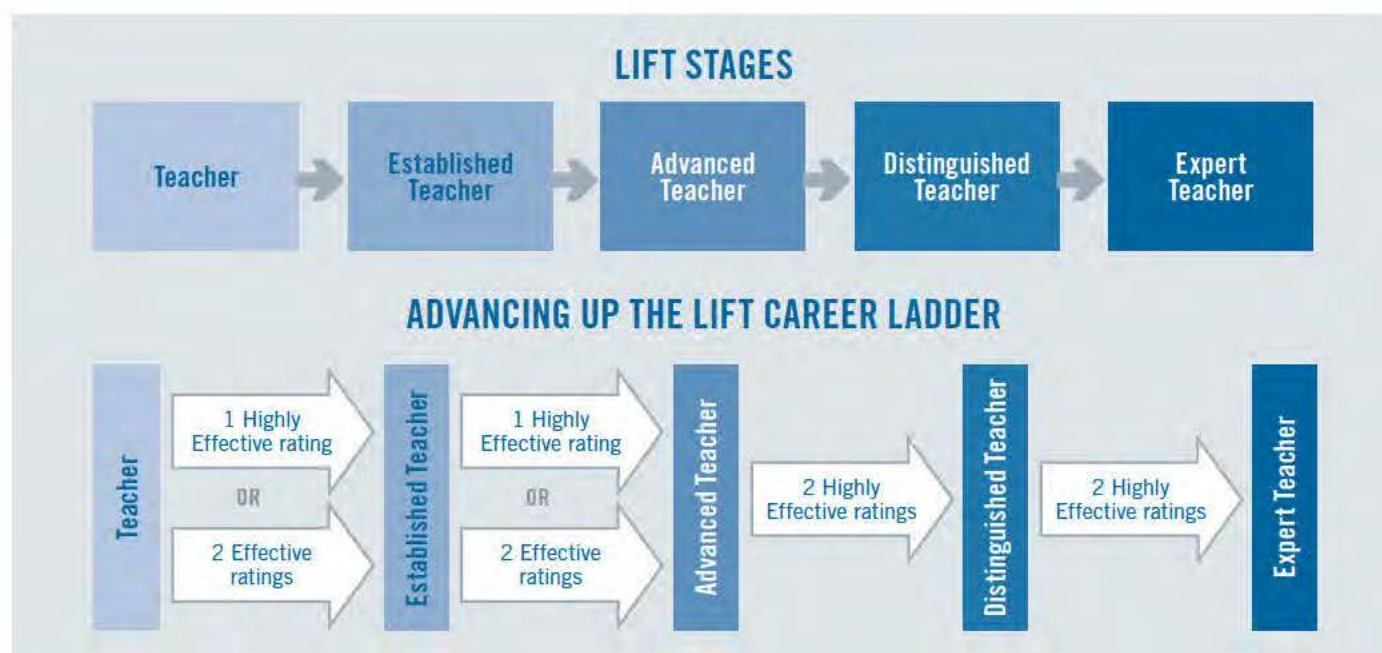 LIFT STAGES
Teacher
Established
Teacher
Advanced
Teacher
Distinguished
Teacher
Expert
Teacher
ADVANCING UP THE LIFT CAREER LADDER
Teacher
1 Highly
Effective rating
OR
2 Effective
ratings
Established Teacher
1 Highly
Effective rating
OR
2 Effective
ratings
Advanced Teacher
2 Highly
Effective ratings
Distinguished Teacher
2 Highly
Effective ratings
Expert Teacher